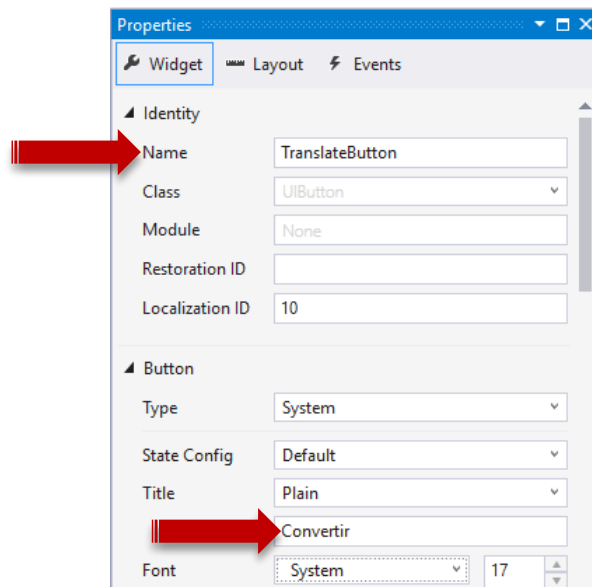 Properties
Widget Layout Events
Identity
Name TranslateButton
Class UIButton
Module None
Restoration ID
Localization ID 10
Button
Type System
State Config Default
Title Plain
Convertir
Font System 17